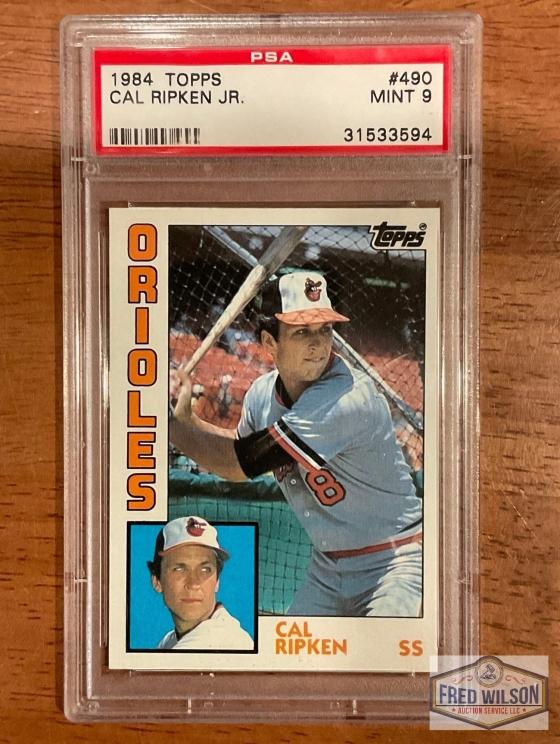 PSA
1984 TOPPS #490
CAL RIPKEN JR. MINT 9
31533594
topps
ORIOLES
8
CAL
RIPKEN SS
FRED WILSON
AUCTION SERVICE LLC